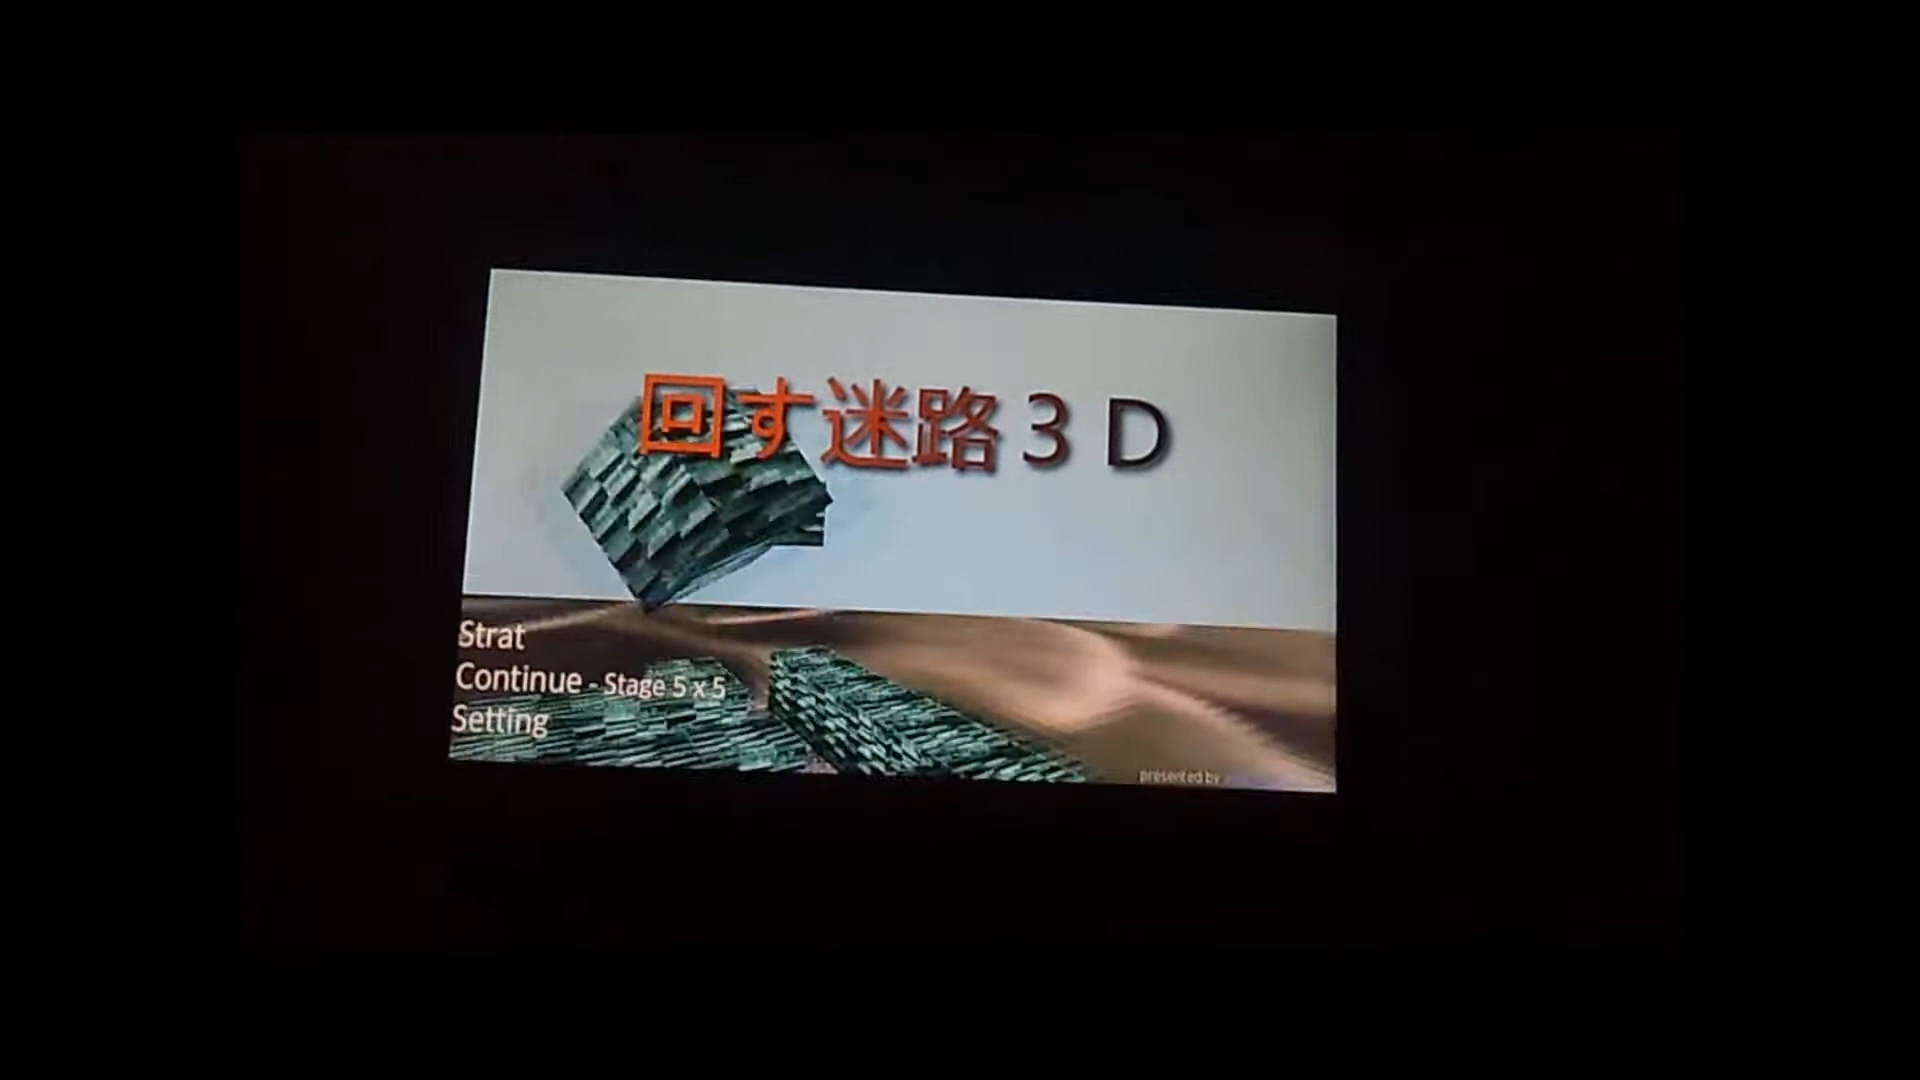 回す迷路３Ｄ
Strat
Continue - Stage 5 x 5
Setting
presented by